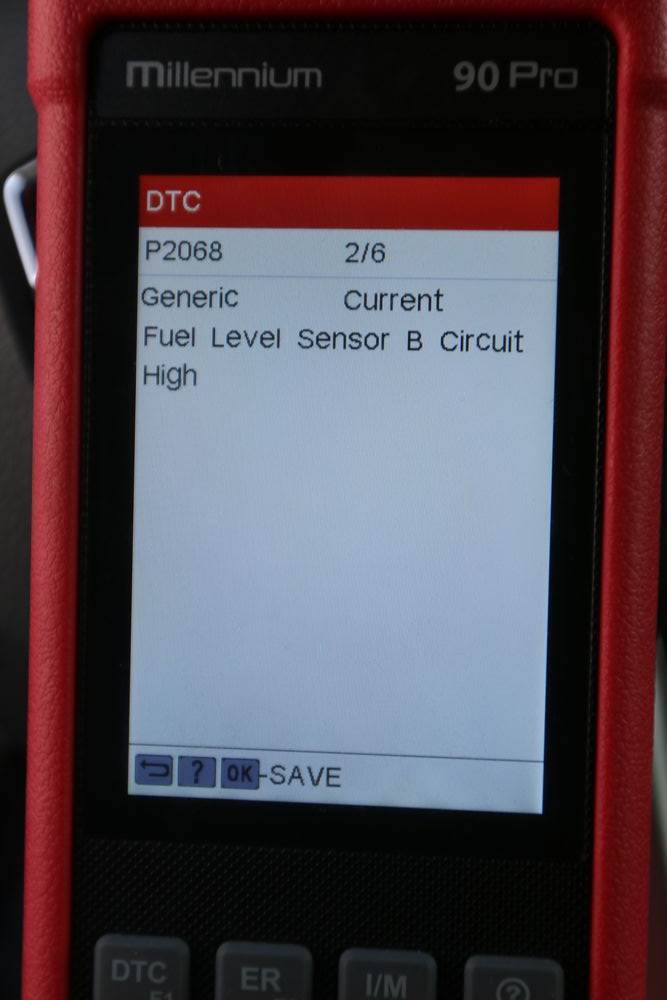 Millennium 90 Pro
DTC
P2068 2/6
Generic Current
Fuel Level Sensor B Circuit
High
? OK-SAVE
DTC ER I/M ?